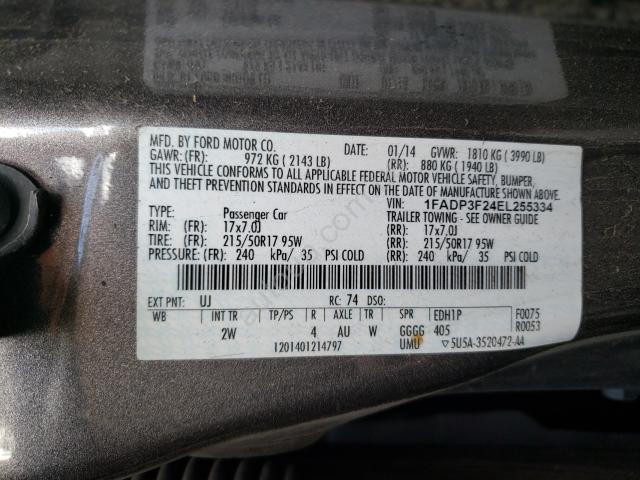 MFD. BY FORD MOTOR CO. DATE: 01/14 GVWR: 1810 KG ( 3990 LB)
GAWR: (FR): 972 KG ( 2143 LB) (RR): 880 KG ( 1940 LB)
THIS VEHICLE CONFORMS TO ALL APPLICABLE FEDERAL MOTOR VEHICLE SAFETY, BUMPER,
AND THEFT PREVENTION STANDARDS IN EFFECT ON THE DATE OF MANUFACTURE SHOWN ABOVE.
VIN: 1FADP3F24EL255334
TYPE: Passenger Car TRAILER TOWING - SEE OWNER GUIDE
RIM: (FR): 17x7.0J (RR): 17x7.0J
TIRE: (FR): 215/50R17 95W (RR): 215/50R17 95W
PRESSURE: (FR): 240 kPa/ 35 PSI COLD (RR): 240 kPa/ 35 PSI COLD
EXT PNT: UJ RC: 74 DSO:
WB INT TR TP/PS R AXLE TR SPR EDH1P F0075
2W 4 AU W GGGG 405 R0053
1201401214797 UMU ▽5U5A-3520472-AA